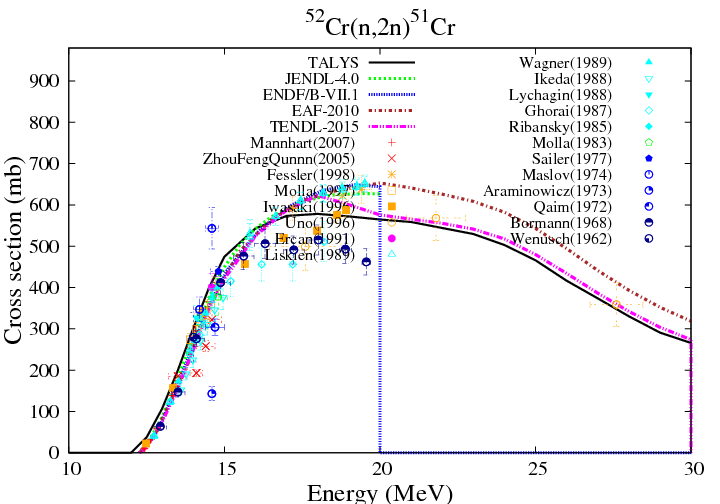 ⁵²Cr(n,2n)⁵¹Cr
TALYS
JENDL-4.0
ENDF/B-VII.1
EAF-2010
TENDL-2015
Mannhart(2007)
ZhouFengQunnn(2005)
Fessler(1998)
Molla(1997)
Iwasaki(1996)
Uno(1996)
Ercan(1991)
Liskien(1989)
Wagner(1989)
Ikeda(1988)
Lychagin(1988)
Ghorai(1987)
Ribansky(1985)
Molla(1983)
Sailer(1977)
Maslov(1974)
Araminowicz(1973)
Qaim(1972)
Bormann(1968)
Wenusch(1962)
Cross section (mb)
900
800
700
600
500
400
300
200
100
0
10
15
20
25
30
Energy (MeV)